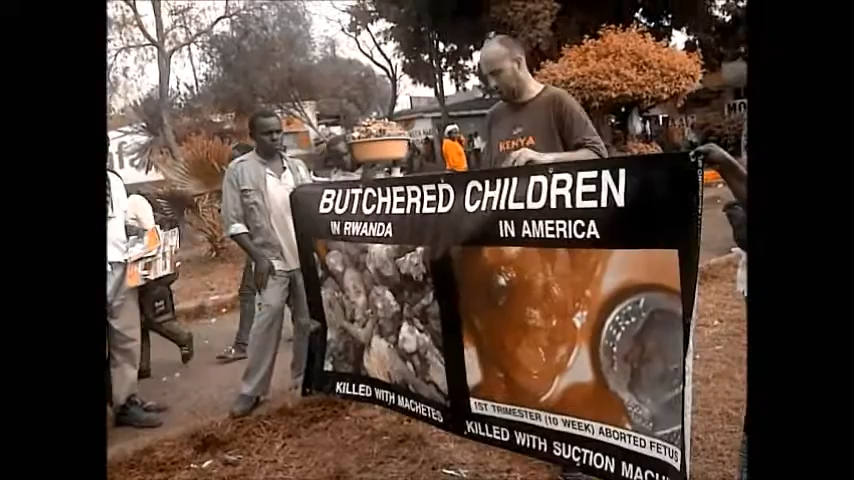 KENYA
BUTCHERED CHILDREN
IN RWANDA
IN AMERICA
KILLED WITH MACHETES
1ST TRIMESTER (10 WEEK) ABORTED FETUS
KILLED WITH SUCTION